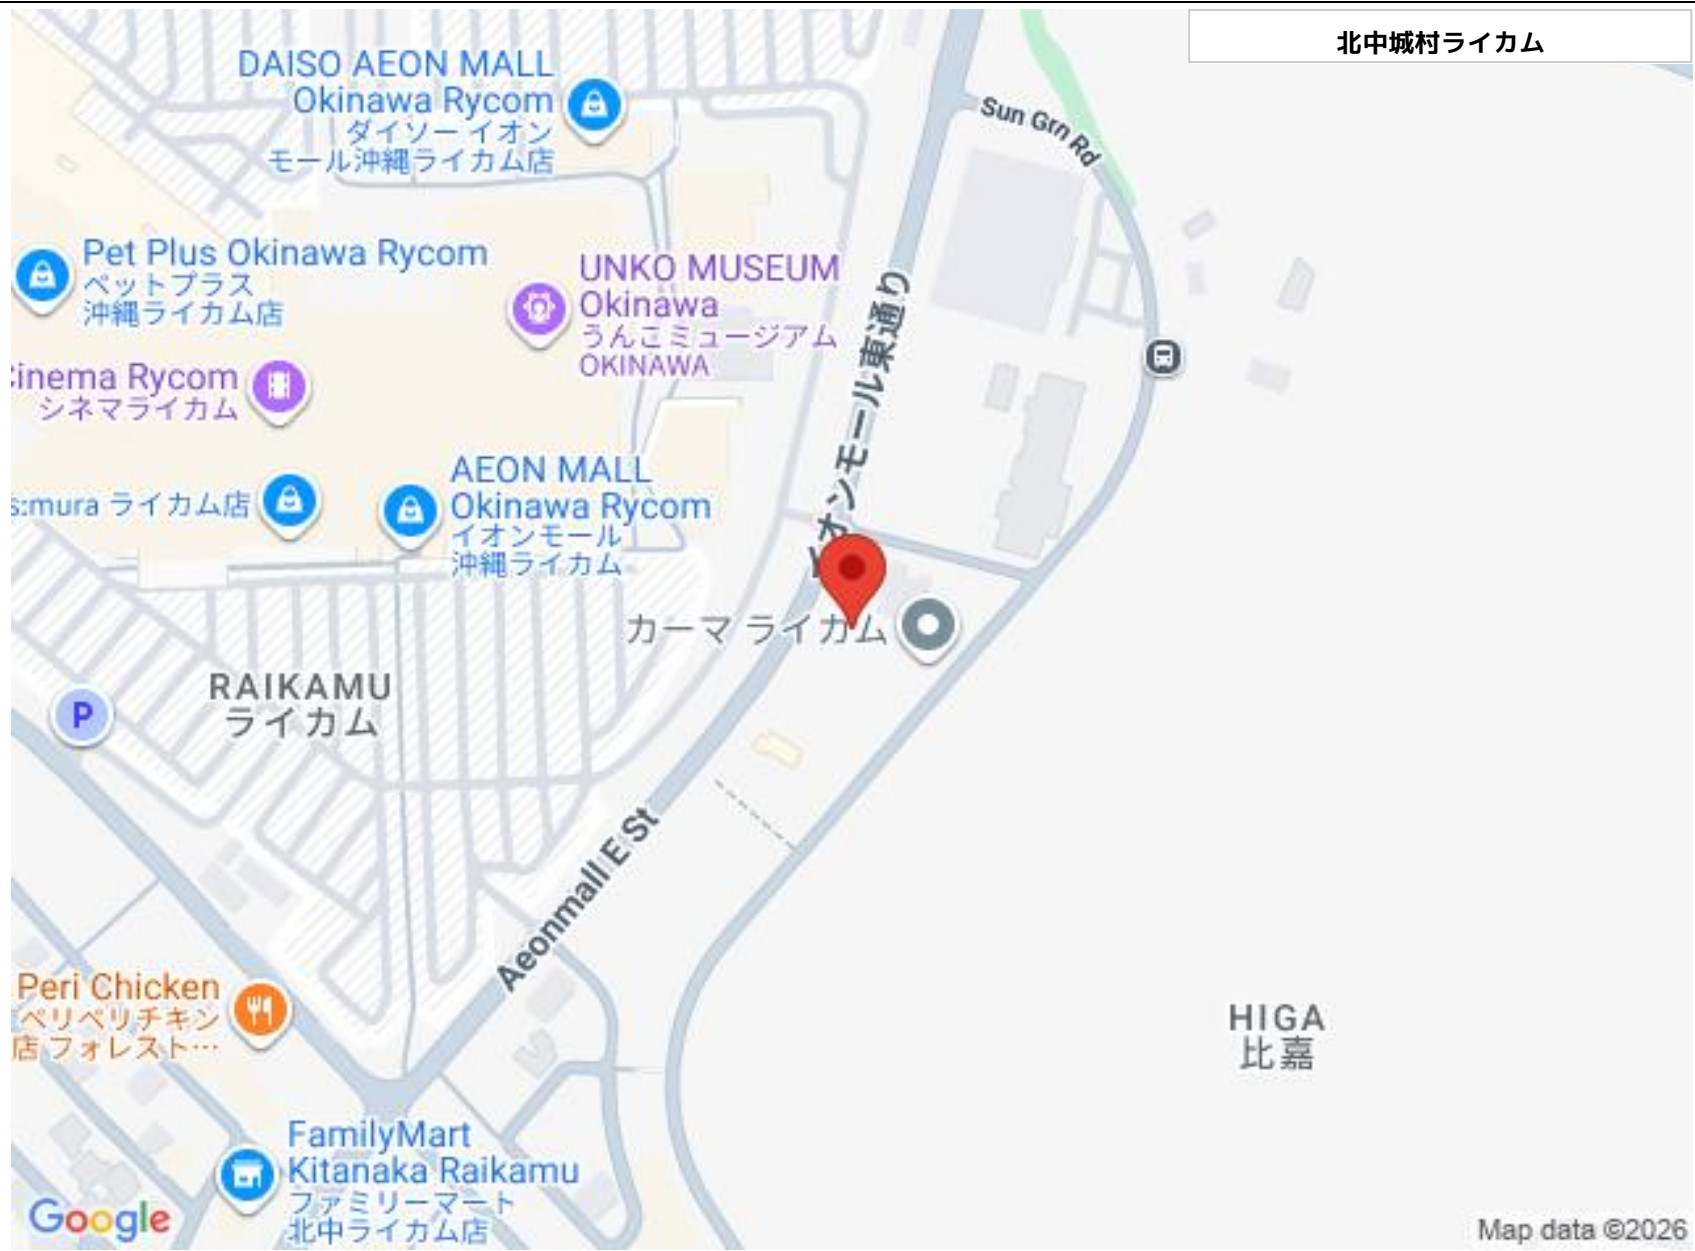 北中城村ライカム
DAISO AEON MALL
Okinawa Rycom
ダイソー イオン
モール沖縄ライカム店
Sun Grn Rd
Pet Plus Okinawa Rycom
ペットプラス
沖縄ライカム店
UNKO MUSEUM
Okinawa
うんこミュージアム
OKINAWA
イオンモール東通り
Cinema Rycom
シネマライカム
s:mura ライカム店
AEON MALL
Okinawa Rycom
イオンモール
沖縄ライカム
カーマ ライカム
RAIKAMU
ライカム
P
Aeonmall E St
Peri Chicken
ペリペリチキン
店 フォレスト…
HIGA
比嘉
FamilyMart
Kitanaka Raikamu
ファミリーマート
北中ライカム店
Google
Map data ©2026